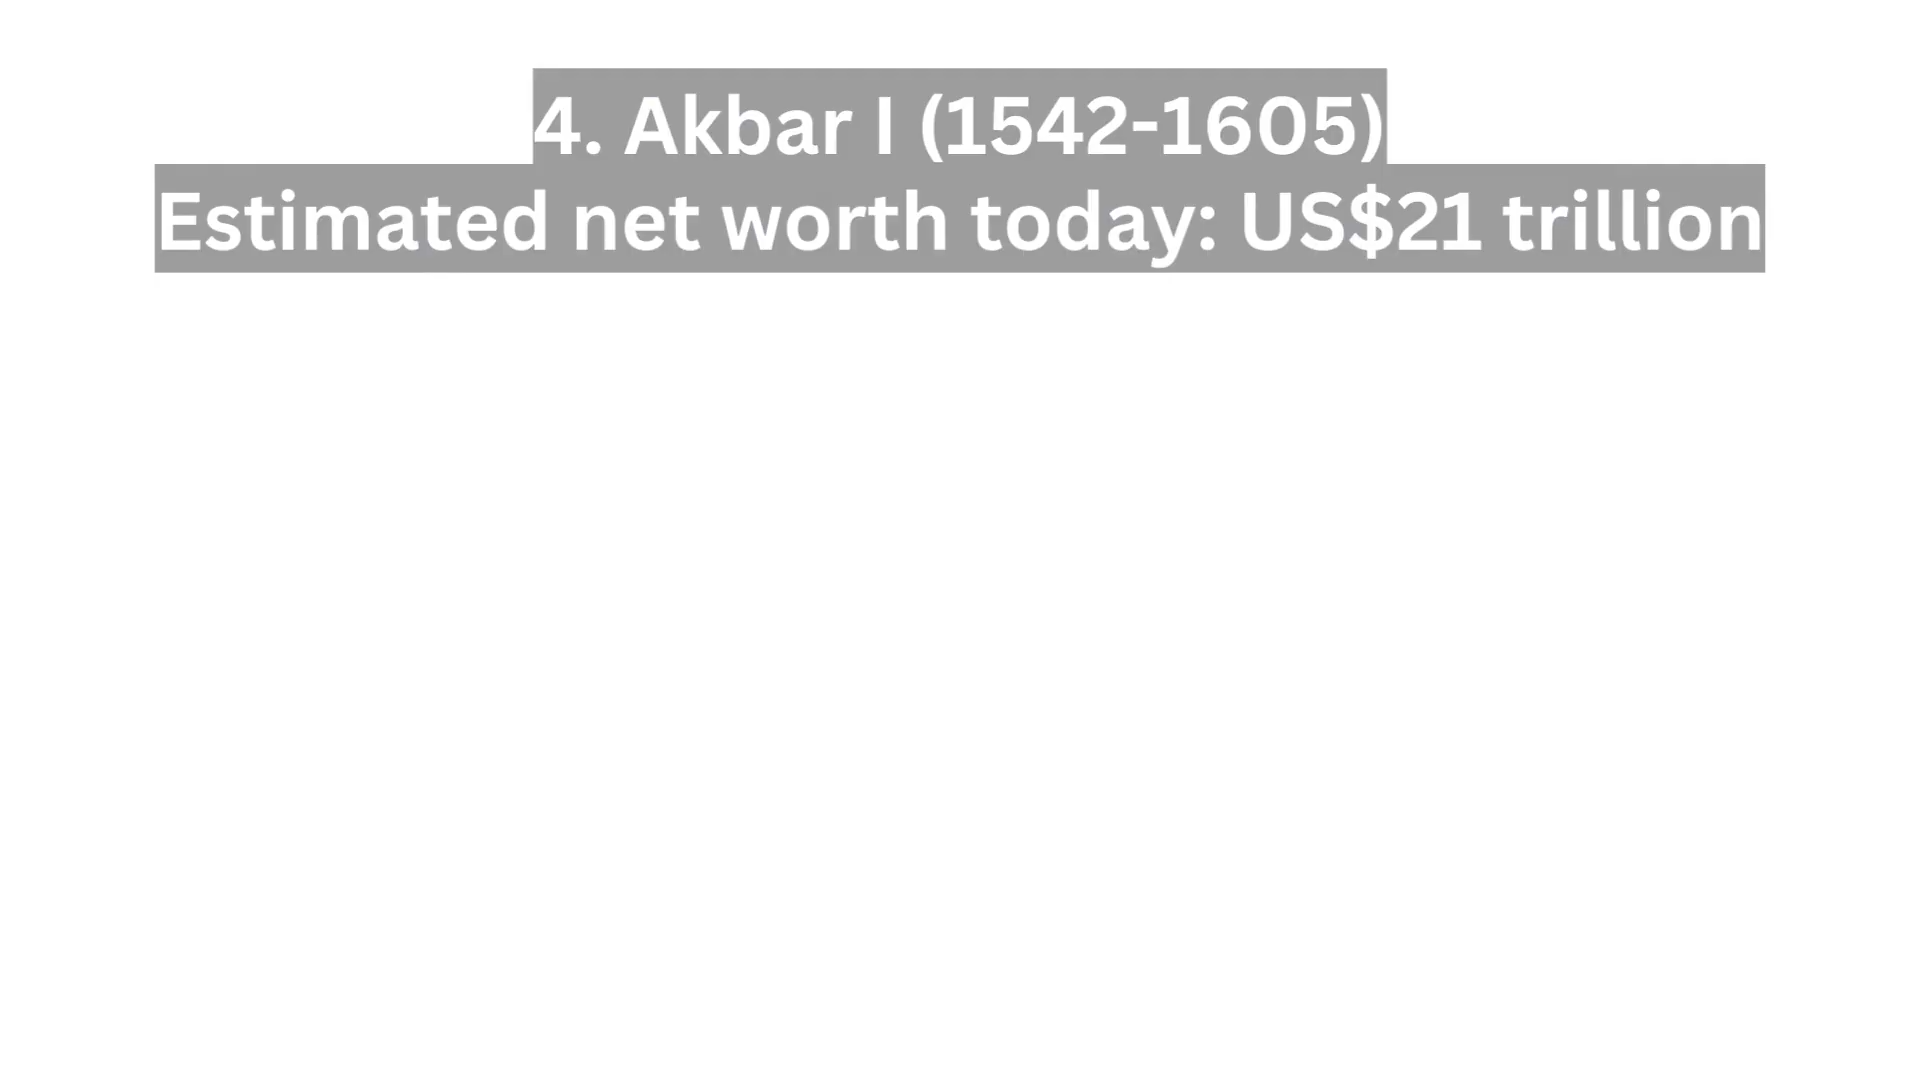 4. Akbar I (1542-1605)
Estimated net worth today: US$21 trillion